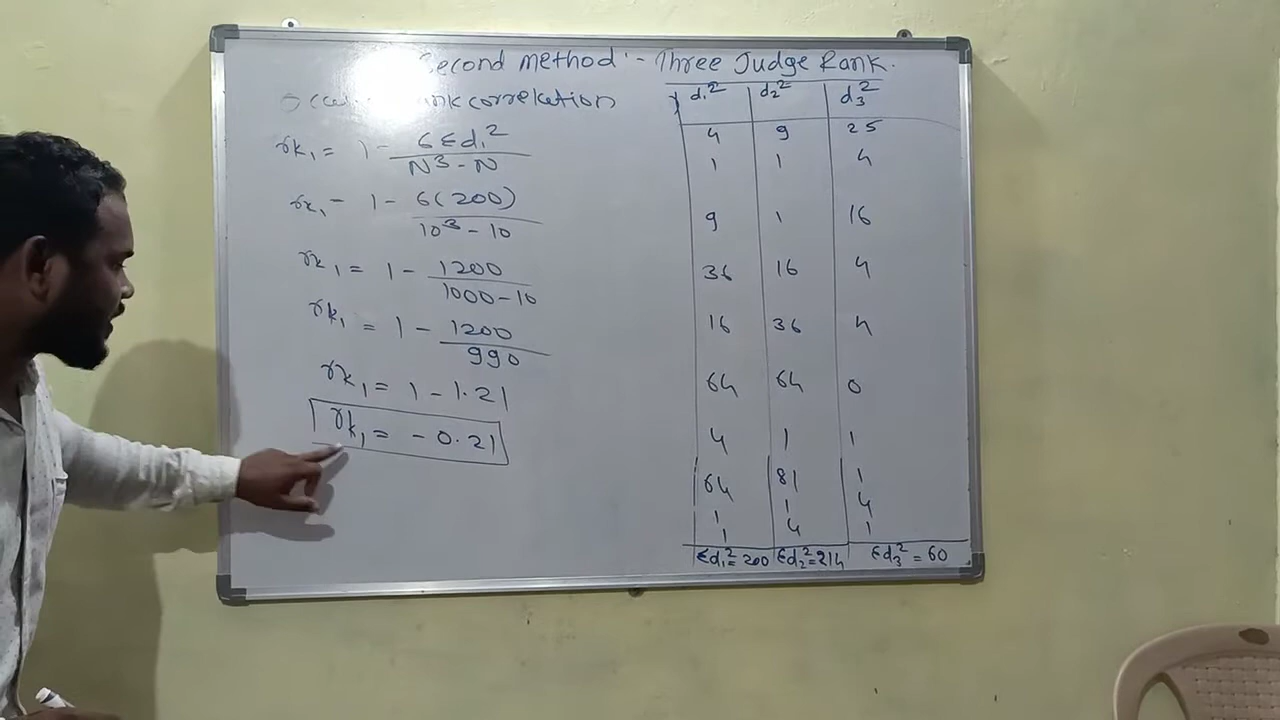 Second method :- Three Judge Rank.
correlation
rk₁ = 1 - 6 Σd₁² / N³ - N
rk₁ - 1 - 6(200) / 10³ - 10
rk₁ = 1 - 1200 / 1000 - 10
rk₁ = 1 - 1200 / 990
rk₁ = 1 - 1.21
rk₁ = - 0.21
d₁² d₂² d₃²
4 9 25
1 1 4
9 1 16
36 16 4
16 36 4
64 64 0
4 1 1
64 81 1
1 1 4
1 4 1
Σd₁² = 200 Σd₂² = 214 Σd₃² = 60